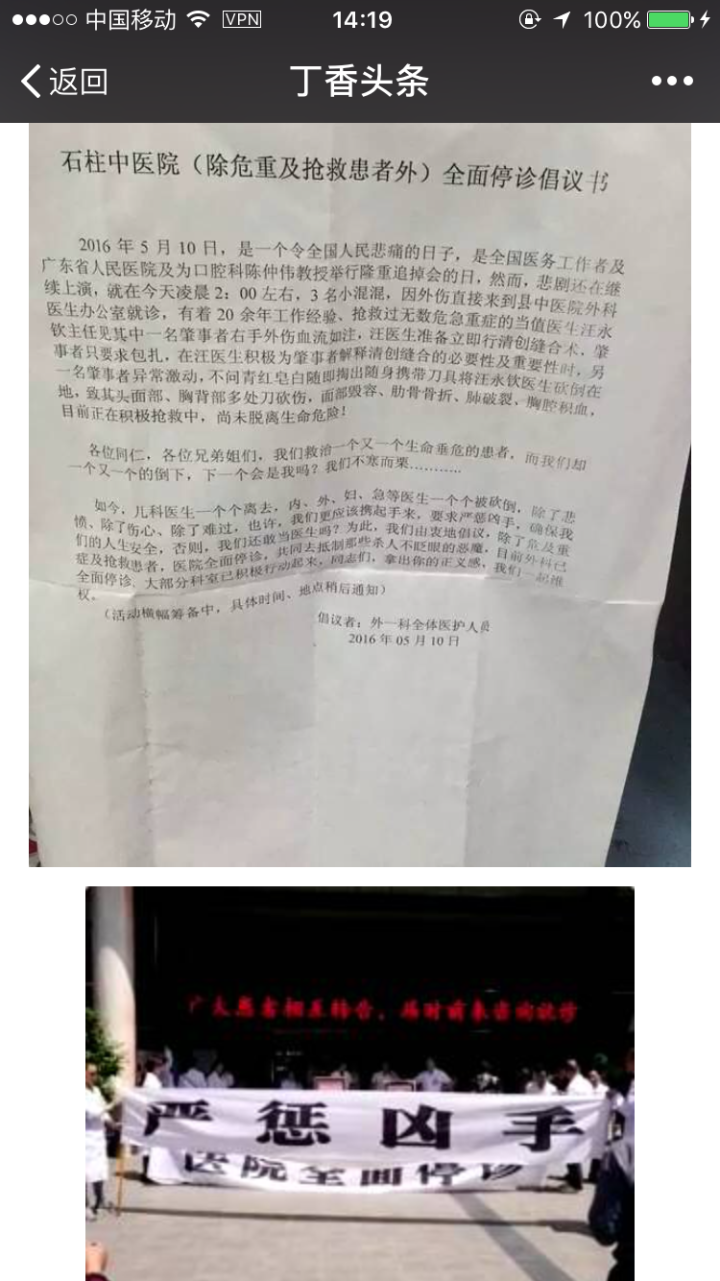 中国移动 VPN 14:19 100%
返回 丁香头条
石柱中医院（除危重及抢救患者外）全面停诊倡议书
2016 年 5 月 10 日，是一个令全国人民悲痛的日子，是全国医务工作者及
广东省人民医院及为口腔科陈仲伟教授举行隆重追掉会的日，然而，悲剧还在继
续上演，就在今天凌晨 2：00 左右，3 名小混混，因外伤直接来到县中医院外科
医生办公室就诊，有着 20 余年工作经验、抢救过无数危急重症的当值医生汪永
钦主任见其中一名肇事者右手外伤血流如注，汪医生准备立即行清创缝合术，肇
事者只要求包扎，在汪医生积极为肇事者解释清创缝合的必要性及重要性时，另
一名肇事者异常激动，不问青红皂白随即掏出随身携带刀具将汪永钦医生砍倒在
地，致其头面部、胸背部多处刀砍伤，面部毁容、肋骨骨折、肺破裂、胸腔积血，
目前正在积极抢救中，尚未脱离生命危险！
各位同仁，各位兄弟姐们，我们救治一个又一个生命垂危的患者，而我们却
一个又一个的倒下，下一个会是我吗？我们不寒而栗………..
如今，儿科医生一个个离去，内、外、妇、急等医生一个个被砍倒，除了悲
愤、除了伤心、除了难过，也许，我们更应该携起手来，要求严惩凶手，确保我
们的人生安全，否则，我们还敢当医生吗？为此，我们由衷地倡议，除了危及重
症及抢救患者，医院全面停诊，共同去抵制那些杀人不眨眼的恶魔，目前外科已
全面停诊，大部分科室已积极行动起来，同志们，拿出你的正义感，我们一起维
权。
（活动横幅筹备中，具体时间、地点稍后通知）
倡议者：外一科全体医护人员
2016 年 05 月 10 日
广大患者相互转告，届时前来咨询就诊
严惩凶手
医院全面停诊